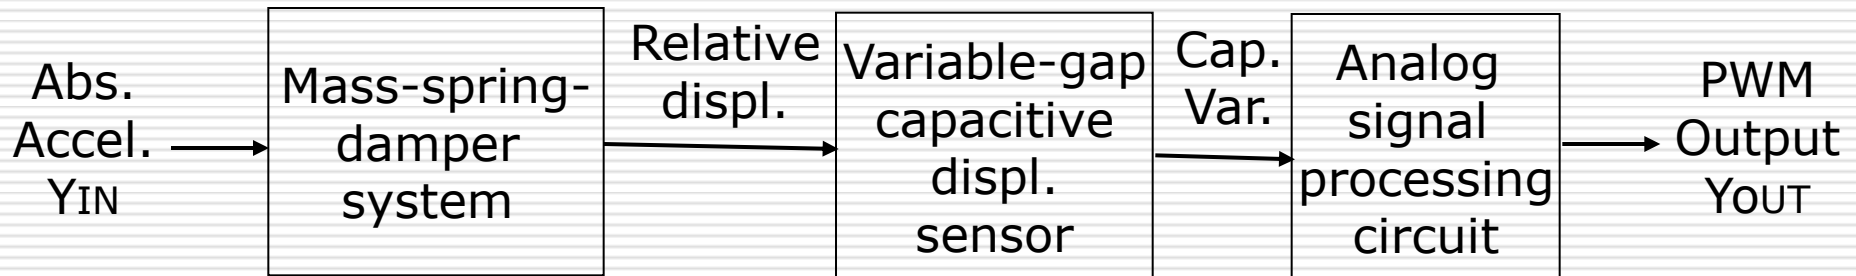 Abs.
Accel.
YIN
Mass-spring-
damper
system
Relative
displ.
Variable-gap
capacitive
displ.
sensor
Cap.
Var.
Analog
signal
processing
circuit
PWM
Output
YOUT